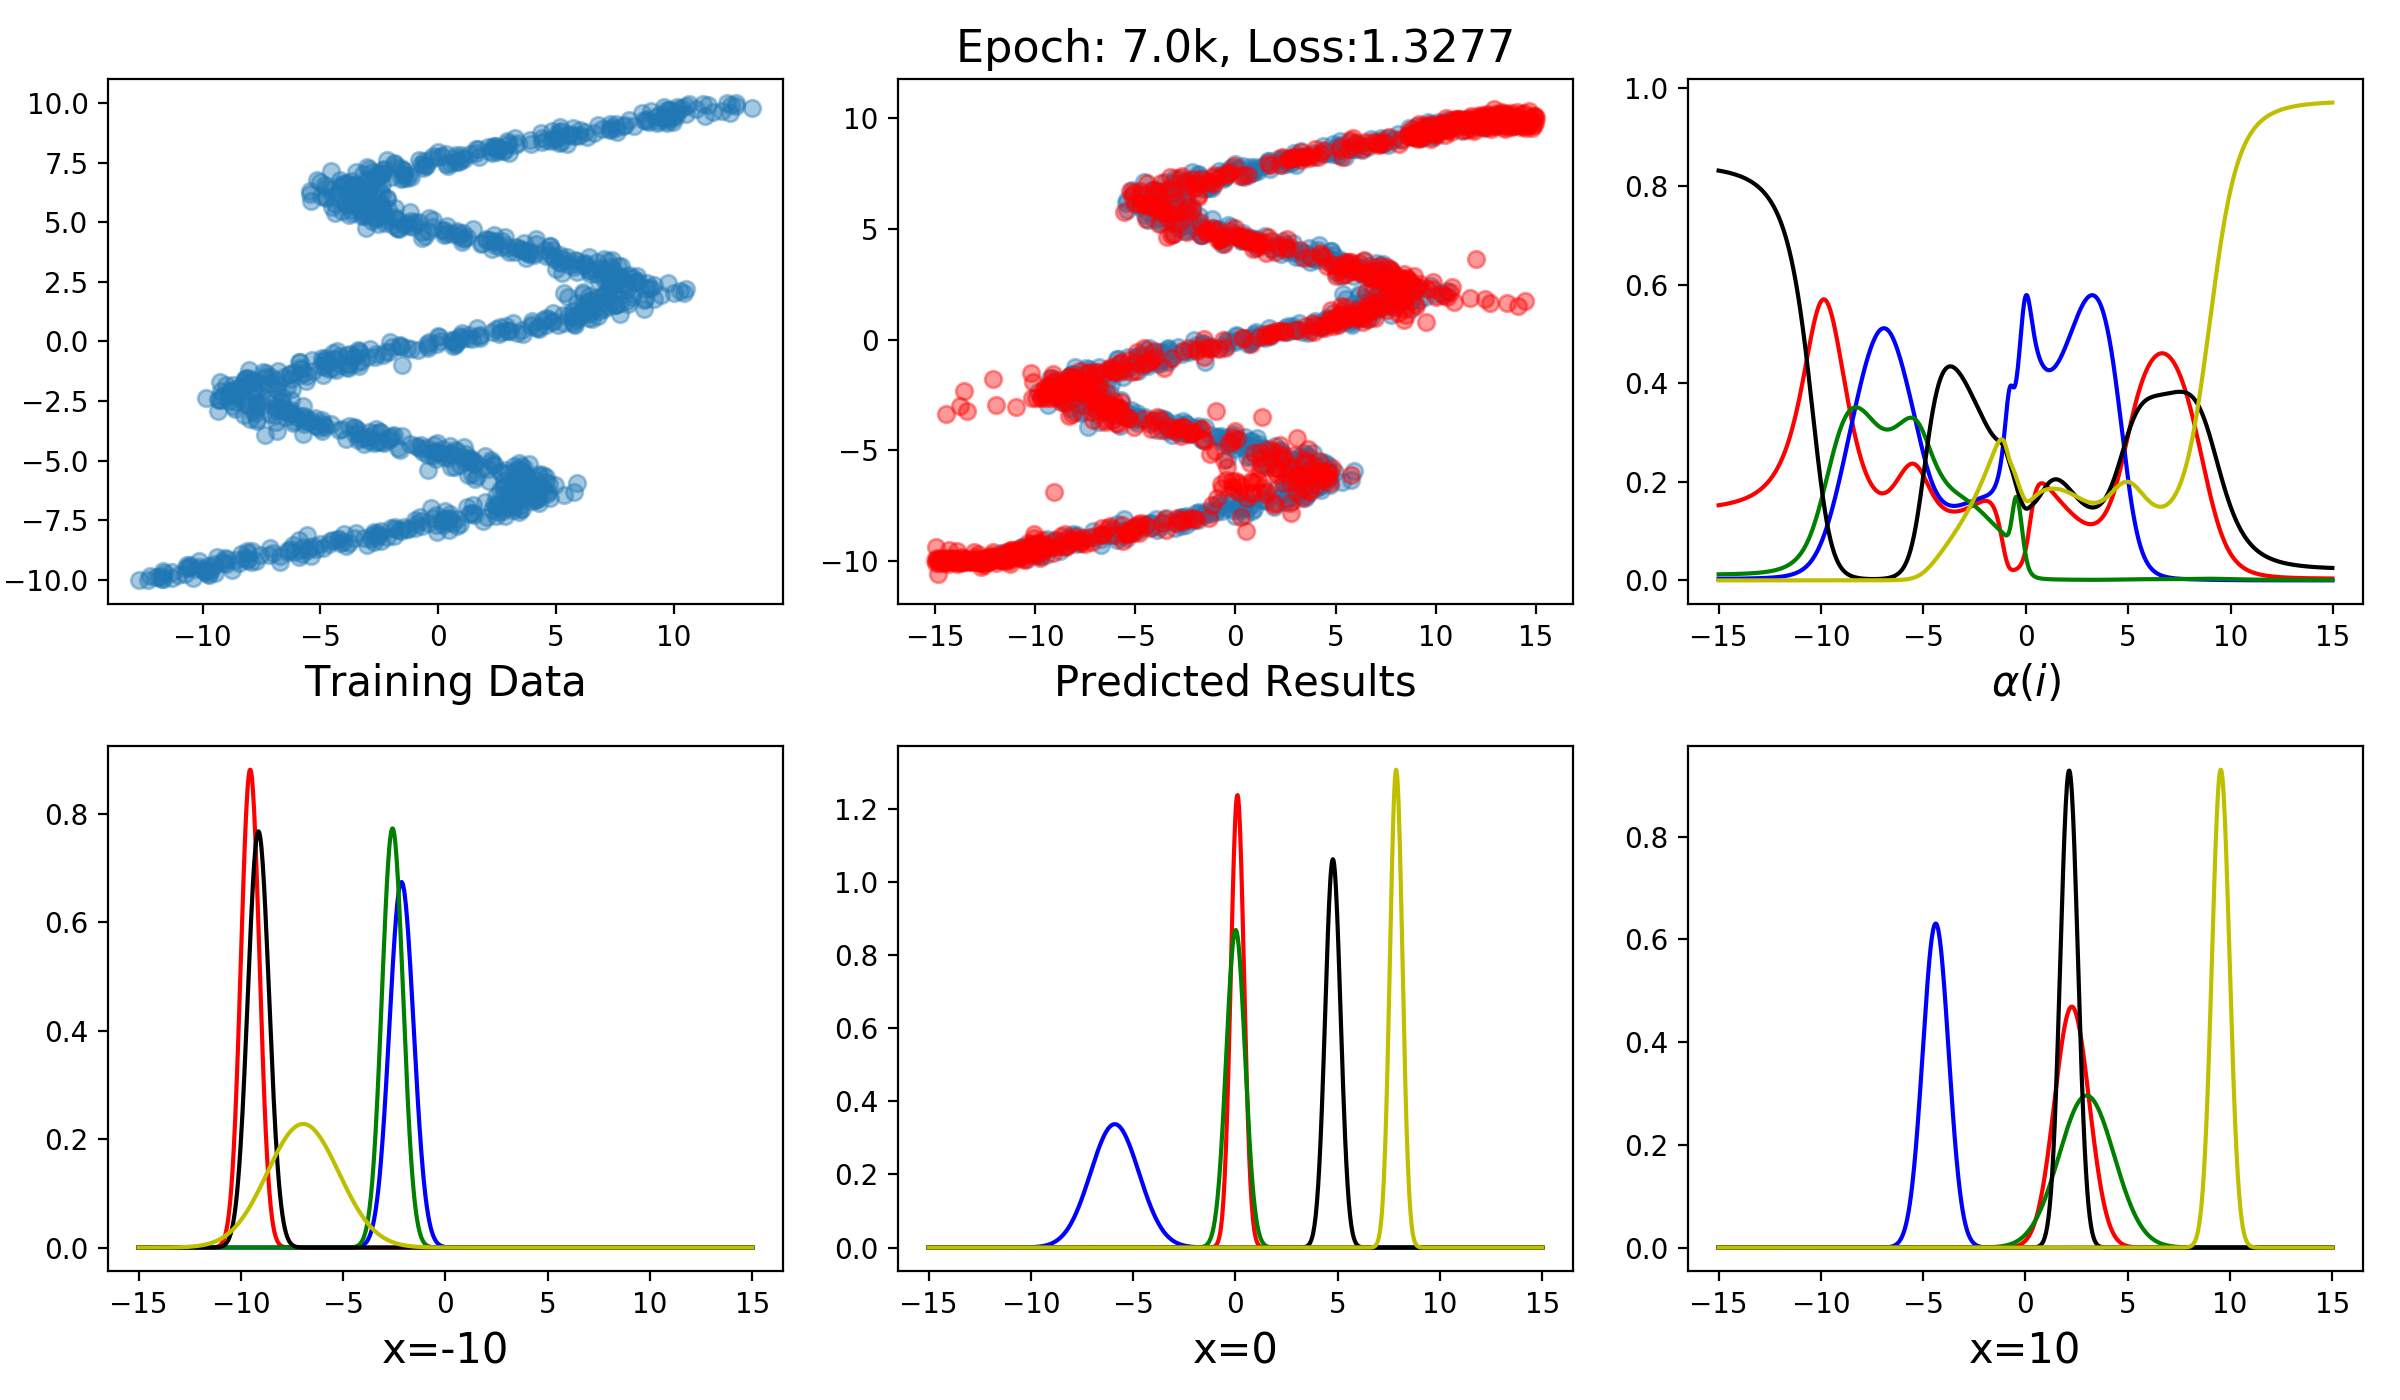 Epoch: 7.0k, Loss:1.3277
10.0
7.5
5.0
2.5
0.0
−2.5
−5.0
−7.5
−10.0
−10 −5 0 5 10
Training Data
10
5
0
−5
−10
−15 −10 −5 0 5 10 15
Predicted Results
1.0
0.8
0.6
0.4
0.2
0.0
−15 −10 −5 0 5 10 15
α(i)
0.8
0.6
0.4
0.2
0.0
−15 −10 −5 0 5 10 15
x=-10
1.2
1.0
0.8
0.6
0.4
0.2
0.0
−15 −10 −5 0 5 10 15
x=0
0.8
0.6
0.4
0.2
0.0
−15 −10 −5 0 5 10 15
x=10